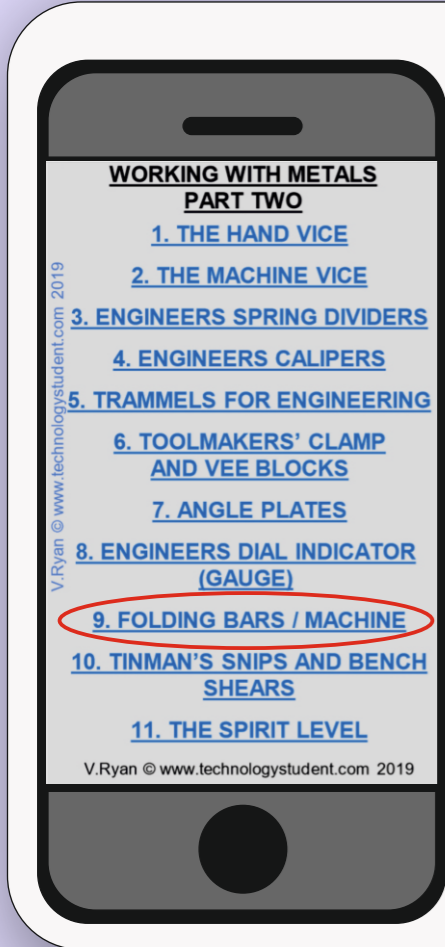 WORKING WITH METALS
PART TWO
1. THE HAND VICE
2. THE MACHINE VICE
3. ENGINEERS SPRING DIVIDERS
4. ENGINEERS CALIPERS
5. TRAMMELS FOR ENGINEERING
6. TOOLMAKERS' CLAMP
AND VEE BLOCKS
7. ANGLE PLATES
8. ENGINEERS DIAL INDICATOR
(GAUGE)
9. FOLDING BARS / MACHINE
10. TINMAN'S SNIPS AND BENCH
SHEARS
11. THE SPIRIT LEVEL
V.Ryan © www.technologystudent.com 2019
V.Ryan © www.technologystudent.com 2019